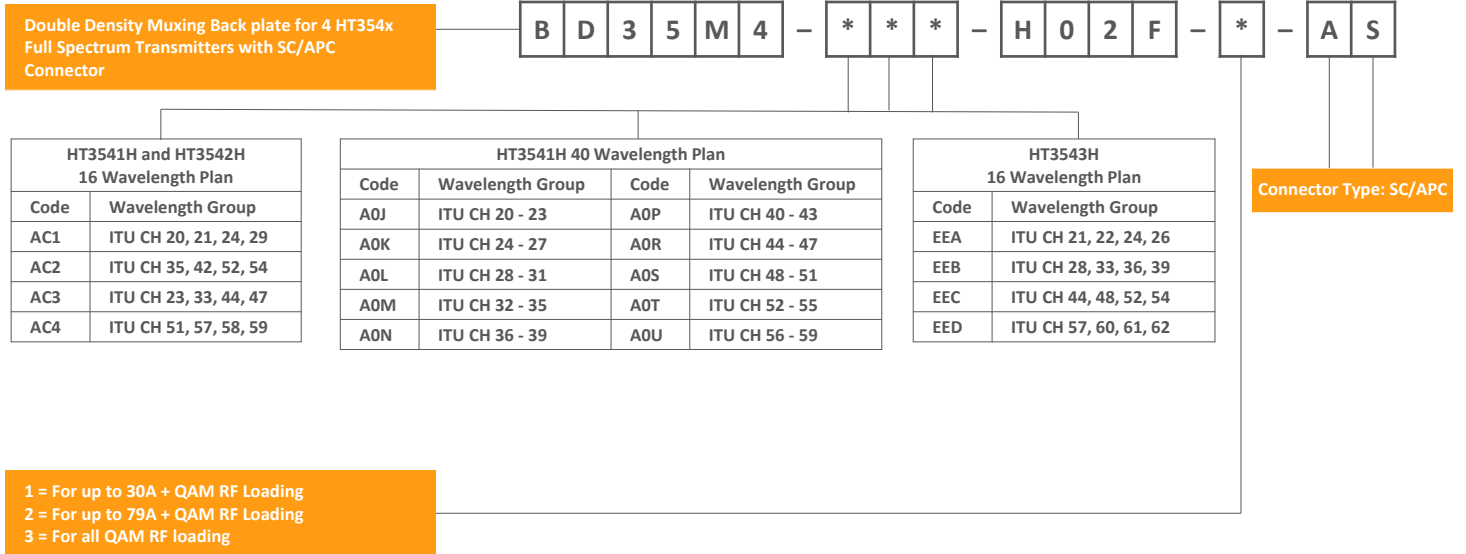 Double Density Muxing Back plate for 4 HT354x
Full Spectrum Transmitters with SC/APC
Connector
B D 3 5 M 4 – * * * – H 0 2 F – * – A S
HT3541H and HT3542H
16 Wavelength Plan
Code Wavelength Group
AC1 ITU CH 20, 21, 24, 29
AC2 ITU CH 35, 42, 52, 54
AC3 ITU CH 23, 33, 44, 47
AC4 ITU CH 51, 57, 58, 59
HT3541H 40 Wavelength Plan
Code Wavelength Group Code Wavelength Group
A0J ITU CH 20 - 23 A0P ITU CH 40 - 43
A0K ITU CH 24 - 27 A0R ITU CH 44 - 47
A0L ITU CH 28 - 31 A0S ITU CH 48 - 51
A0M ITU CH 32 - 35 A0T ITU CH 52 - 55
A0N ITU CH 36 - 39 A0U ITU CH 56 - 59
HT3543H
16 Wavelength Plan
Code Wavelength Group
EEA ITU CH 21, 22, 24, 26
EEB ITU CH 28, 33, 36, 39
EEC ITU CH 44, 48, 52, 54
EED ITU CH 57, 60, 61, 62
Connector Type: SC/APC
1 = For up to 30A + QAM RF Loading
2 = For up to 79A + QAM RF Loading
3 = For all QAM RF loading